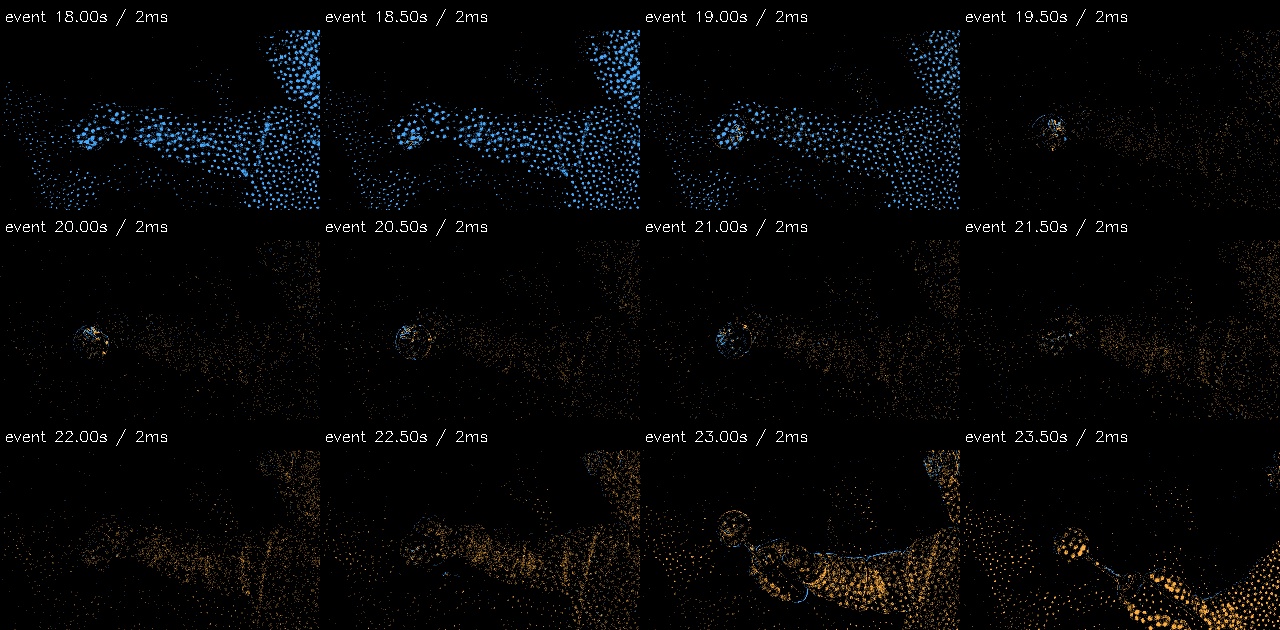 event 18.00s / 2ms
event 18.50s / 2ms
event 19.00s / 2ms
event 19.50s / 2ms
event 20.00s / 2ms
event 20.50s / 2ms
event 21.00s / 2ms
event 21.50s / 2ms
event 22.00s / 2ms
event 22.50s / 2ms
event 23.00s / 2ms
event 23.50s / 2ms